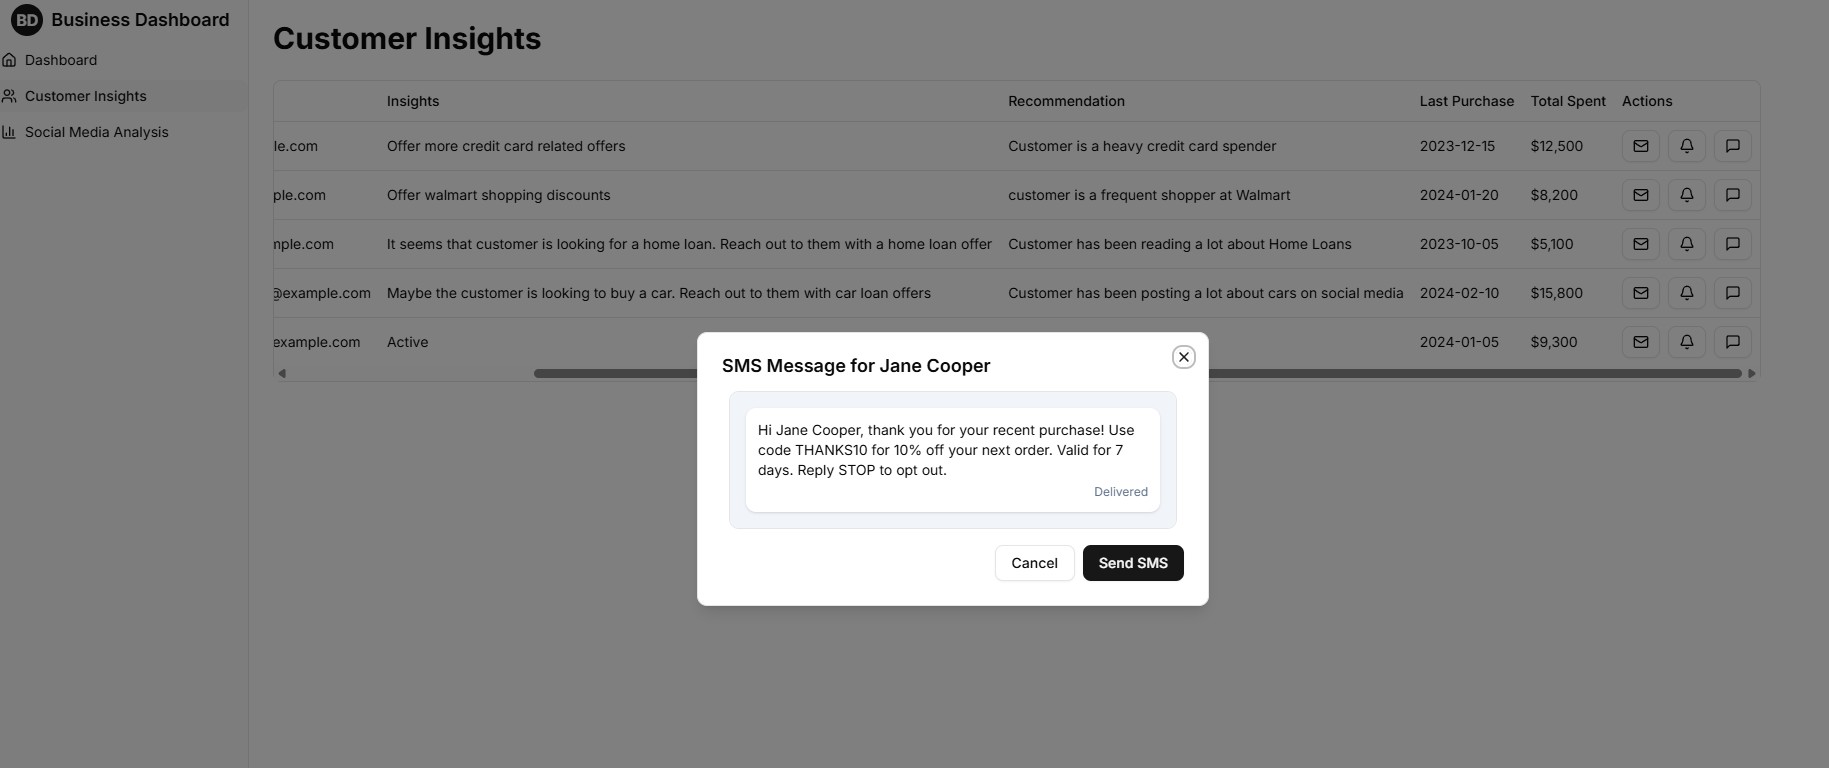 BD Business Dashboard
Dashboard
Customer Insights
Social Media Analysis
Customer Insights
Insights Recommendation Last Purchase Total Spent Actions
le.com Offer more credit card related offers Customer is a heavy credit card spender 2023-12-15 $12,500
ple.com Offer walmart shopping discounts customer is a frequent shopper at Walmart 2024-01-20 $8,200
mple.com It seems that customer is looking for a home loan. Reach out to them with a home loan offer Customer has been reading a lot about Home Loans 2023-10-05 $5,100
@example.com Maybe the customer is looking to buy a car. Reach out to them with car loan offers Customer has been posting a lot about cars on social media 2024-02-10 $15,800
example.com Active 2024-01-05 $9,300
SMS Message for Jane Cooper
Hi Jane Cooper, thank you for your recent purchase! Use
code THANKS10 for 10% off your next order. Valid for 7
days. Reply STOP to opt out.
Delivered
Cancel Send SMS